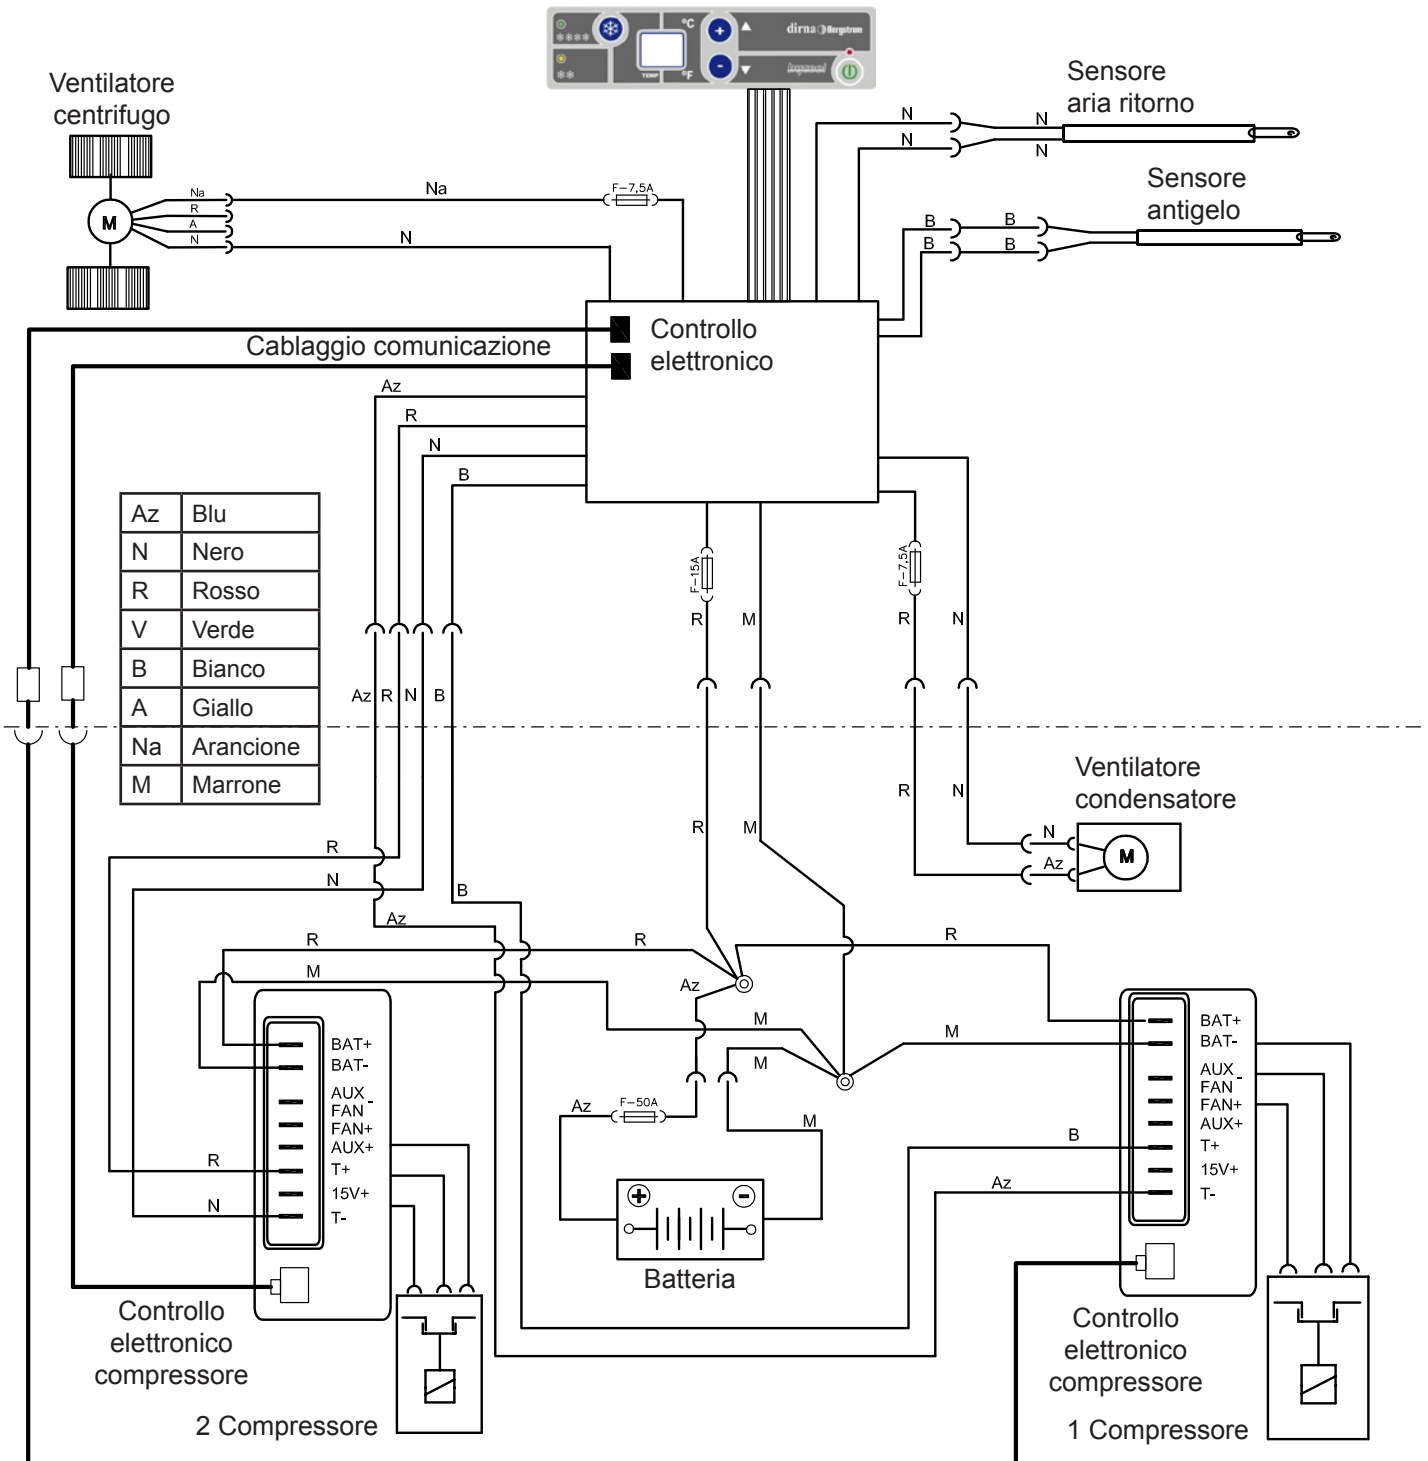 °C
+
dirna Bergstrom
TEMP
°F
-
Ventilatore
centrifugo
Sensore
aria ritorno
N
N
N
N
Sensore
antigelo
B
B
B
B
M
Na
R
A
N
Na
N
F-7,5A
Controllo
elettronico
Cablaggio comunicazione
Az
R
N
B
Az Blu
N Nero
R Rosso
V Verde
B Bianco
A Giallo
Na Arancione
M Marrone
F-15A
F-7,5A
R
M
R
N
Az
R
N
B
R
N
R
M
Ventilatore
condensatore
N
Az
M
R
N
B
Az
R
R
R
M
Az
M
M
M
Az
F-50A
M
BAT+
BAT-
AUX
FAN -
FAN+
AUX+
T+
15V+
T-
R
N
BAT+
BAT-
AUX
FAN -
FAN+
AUX+
T+
15V+
T-
B
Az
+
-
Batteria
Controllo
elettronico
compressore
2 Compressore
Controllo
elettronico
compressore
1 Compressore